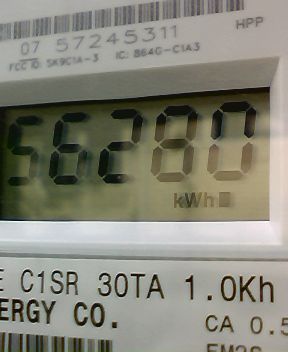 HPP
07 57245311
FCC ID: SK9C1A-3 IC: 864G-C1A3
56280
kWh
E C1SR 30TA 1.0Kh
ERGY CO.
CA 0.5